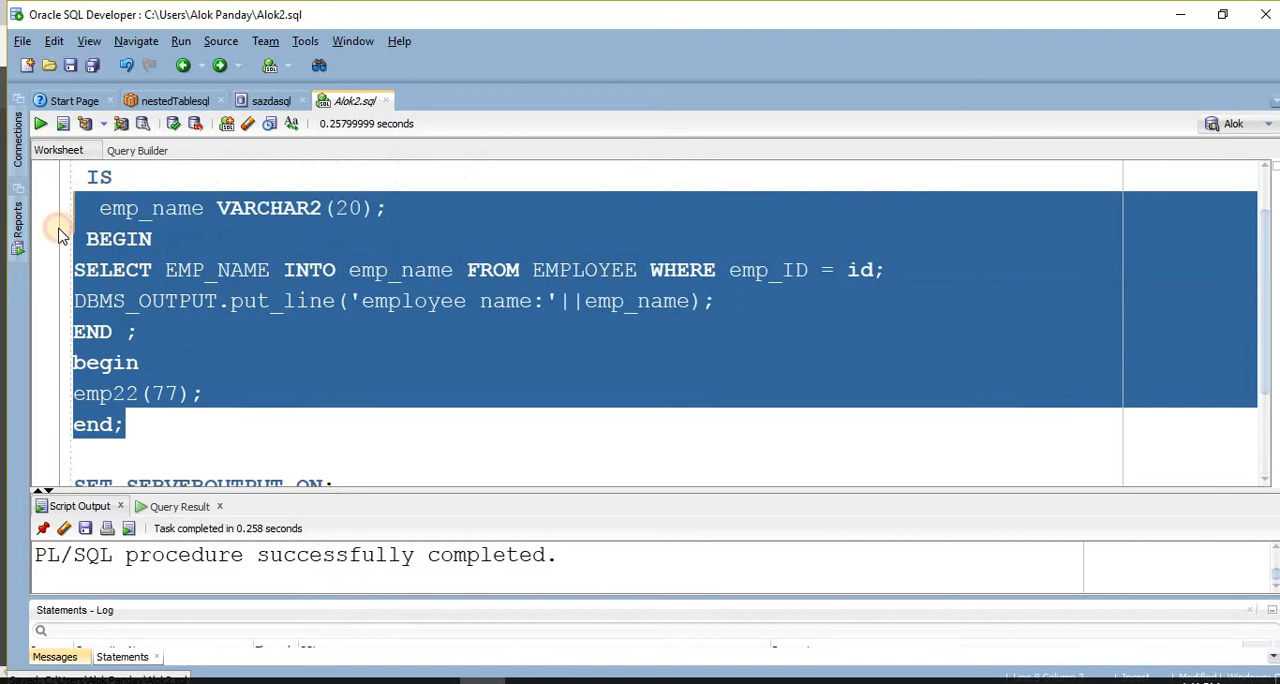 Oracle SQL Developer : C:\Users\Alok Panday\Alok2.sql
File Edit View Navigate Run Source Team Tools Window Help
Start Page nestedTablesql sazdasql Alok2.sql
0.25799999 seconds Alok
Worksheet Query Builder
Connections
Reports
IS
emp_name VARCHAR2(20);
BEGIN
SELECT EMP_NAME INTO emp_name FROM EMPLOYEE WHERE emp_ID = id;
DBMS_OUTPUT.put_line('employee name:'||emp_name);
END ;
begin
emp22(77);
end;
SET SERVEROUTPUT ON;
Script Output Query Result
Task completed in 0.258 seconds
PL/SQL procedure successfully completed.
Statements - Log
Messages Statements